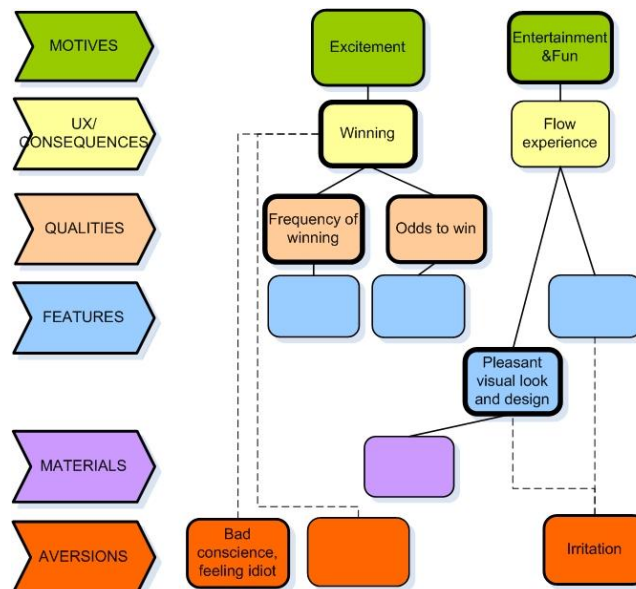 MOTIVES
Excitement
Entertainment
&Fun
UX/
CONSEQUENCES
Winning
Flow
experience
QUALITIES
Frequency of
winning
Odds to win
FEATURES
Pleasant
visual look
and design
MATERIALS
AVERSIONS
Bad
conscience,
feeling idiot
Irritation